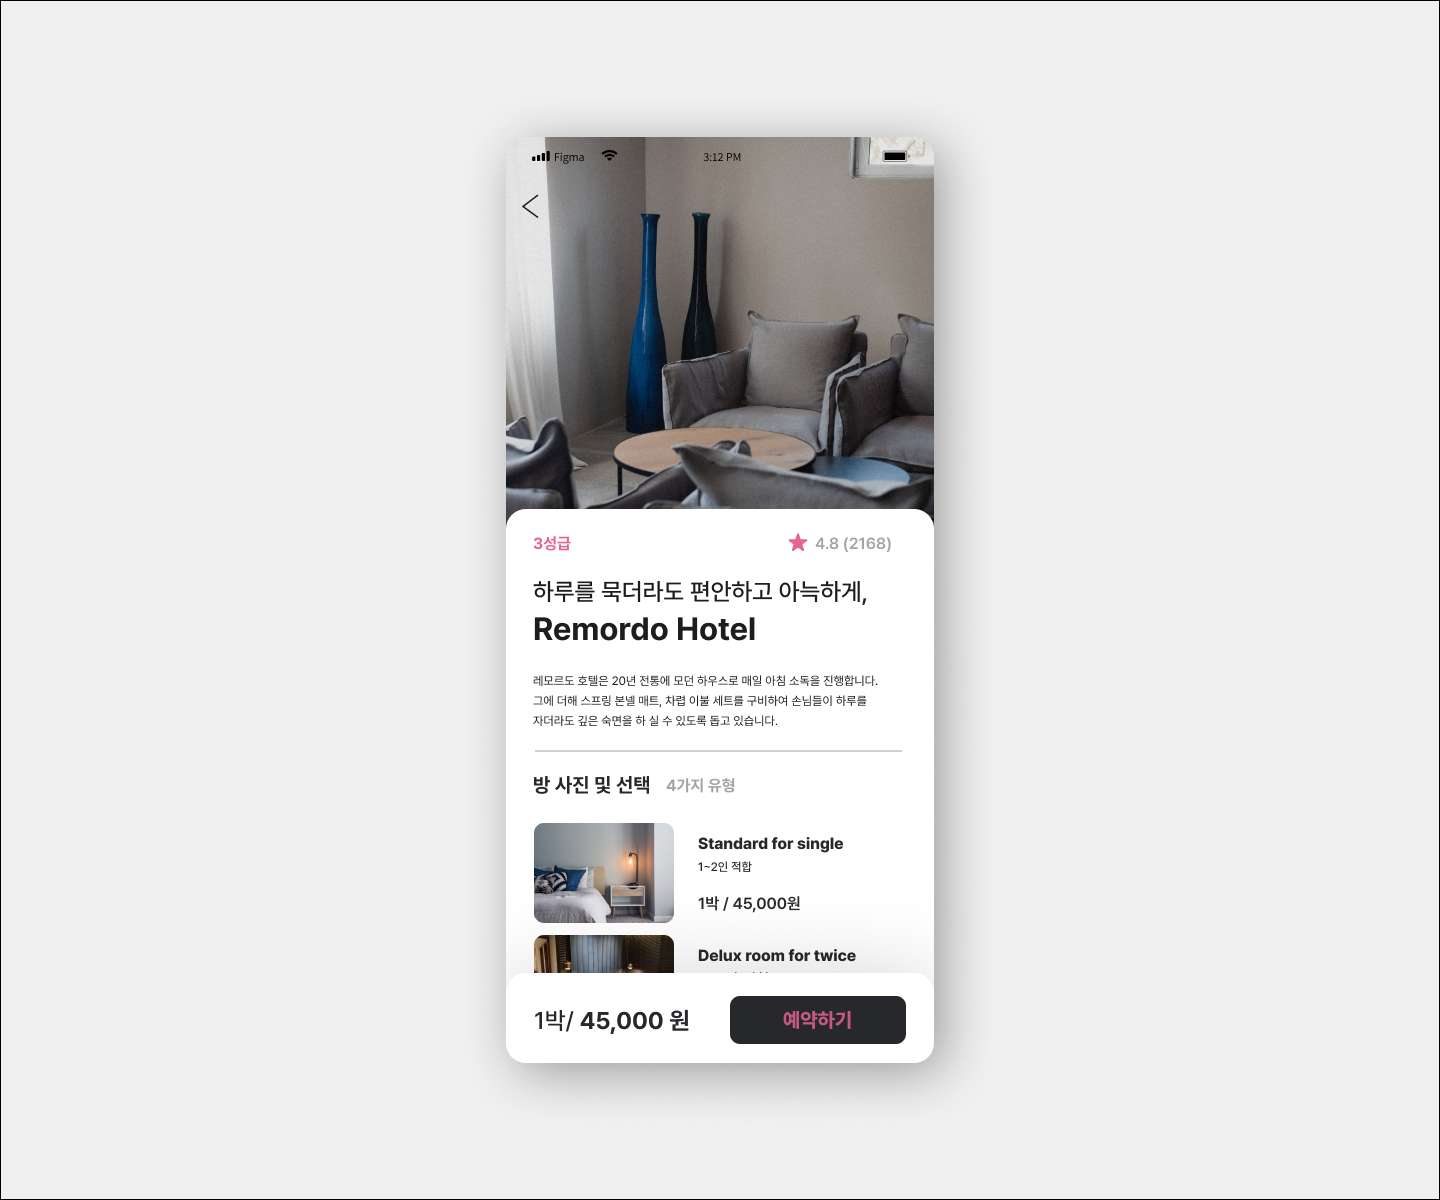 Figma
3:12 PM
3성급
4.8 (2168)
하루를 묵더라도 편안하고 아늑하게,
Remordo Hotel
레모르도 호텔은 20년 전통에 모던 하우스로 매일 아침 소독을 진행합니다.
그에 더해 스프링 본넬 매트, 차렵 이불 세트를 구비하여 손님들이 하루를
자더라도 깊은 숙면을 하 실 수 있도록 돕고 있습니다.
방 사진 및 선택
4가지 유형
Standard for single
1~2인 적합
1박 / 45,000원
Delux room for twice
1박/ 45,000 원
예약하기